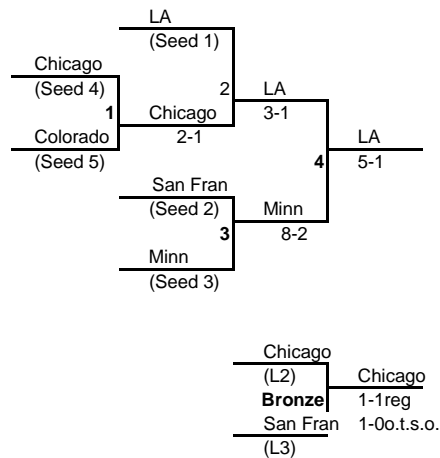 LA
(Seed 1)
Chicago
(Seed 4)
2
LA
1
Chicago
3-1
Colorado
2-1
LA
(Seed 5)
4
5-1
San Fran
(Seed 2)
Minn
3
8-2
Minn
(Seed 3)
Chicago
(L2)
Chicago
Bronze
1-1reg
San Fran
1-0o.t.s.o.
(L3)